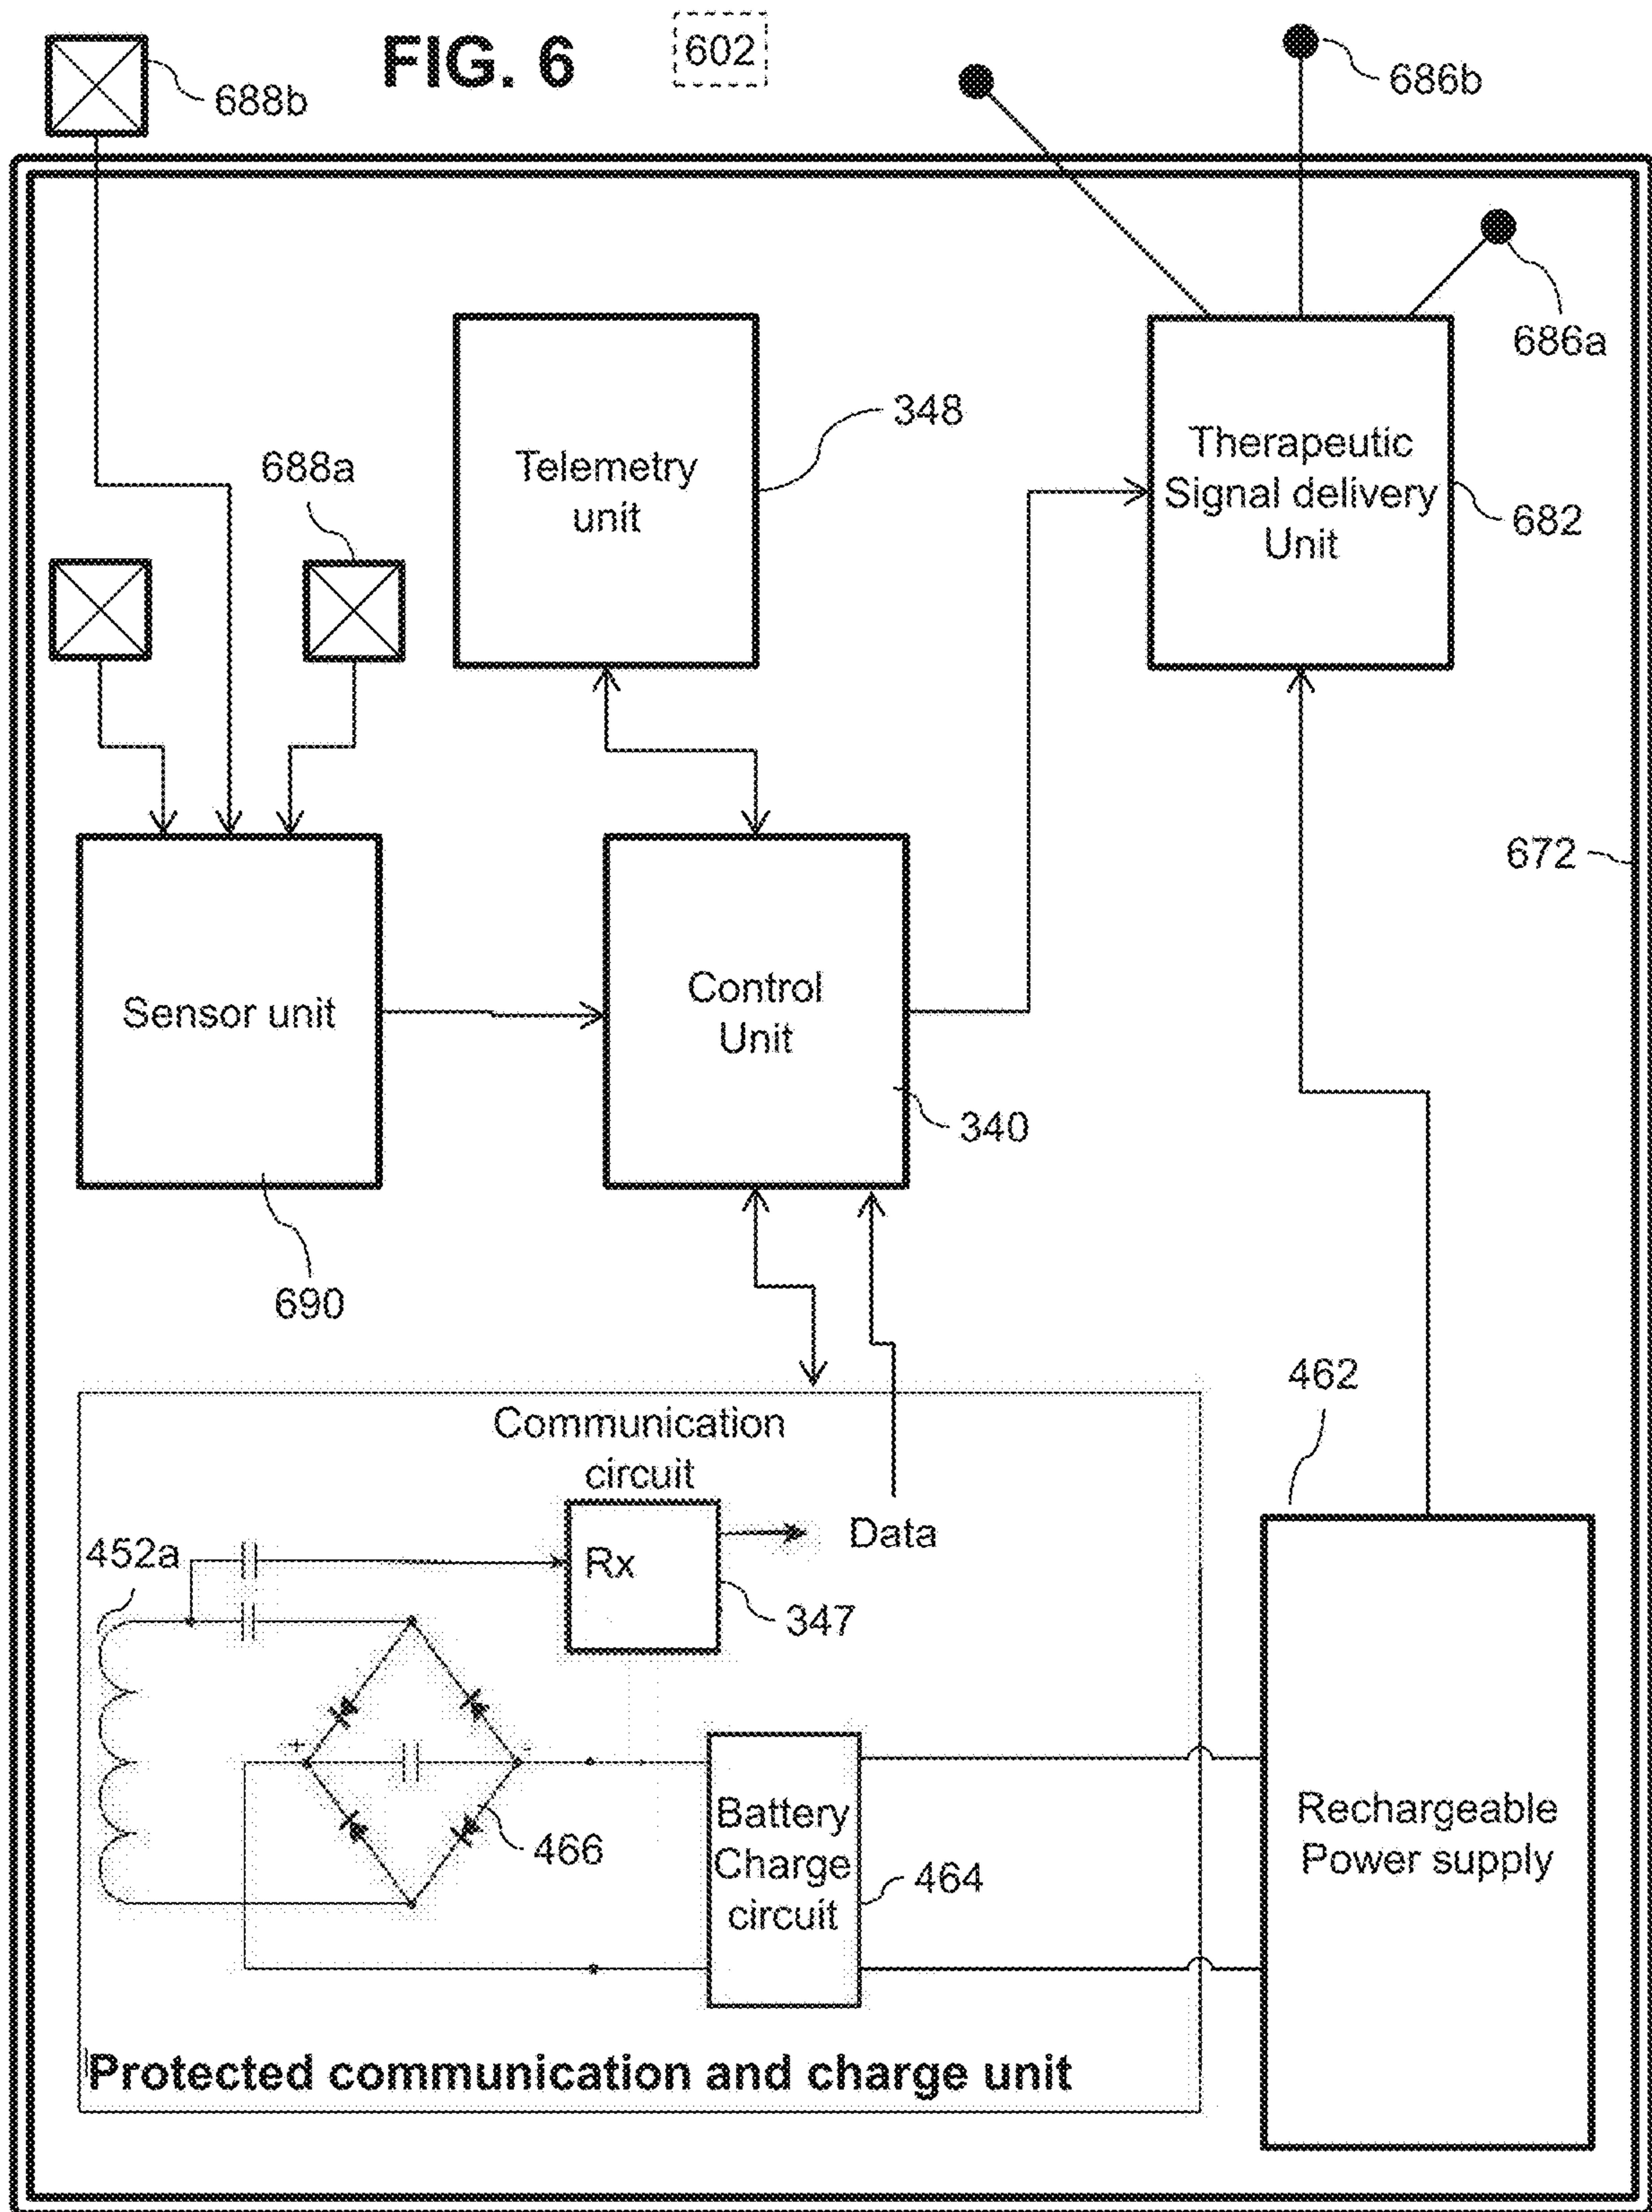 FIG. 6
602
688b
686b
686a
348
Telemetry
unit
Therapeutic
Signal delivery
Unit
682
688a
672
Sensor unit
Control
Unit
340
690
462
Communication
circuit
452a
Rx
Data
347
+
-
466
Battery
Charge
circuit
464
Rechargeable
Power supply
Protected communication and charge unit